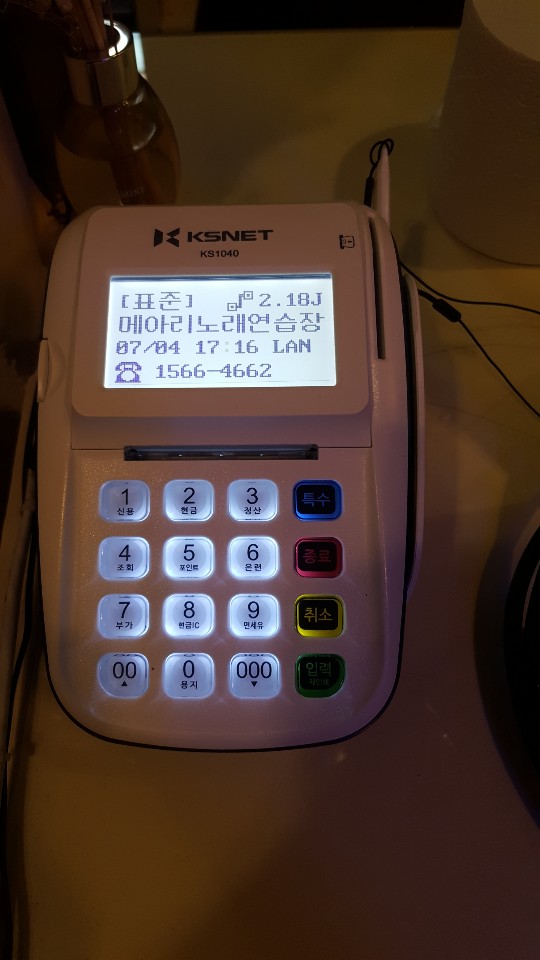 KSNET
KS1040
[표준] 2.18J
메아리노래연습장
07/04 17:16 LAN
☎ 1566-4662
1 2 3 특수
신용 현금 정산
4 5 6 종료
조회 포인트 은련
7 8 9 취소
부가 현금IC 면세유
00 0 000 입력
▲ 용지 ▼